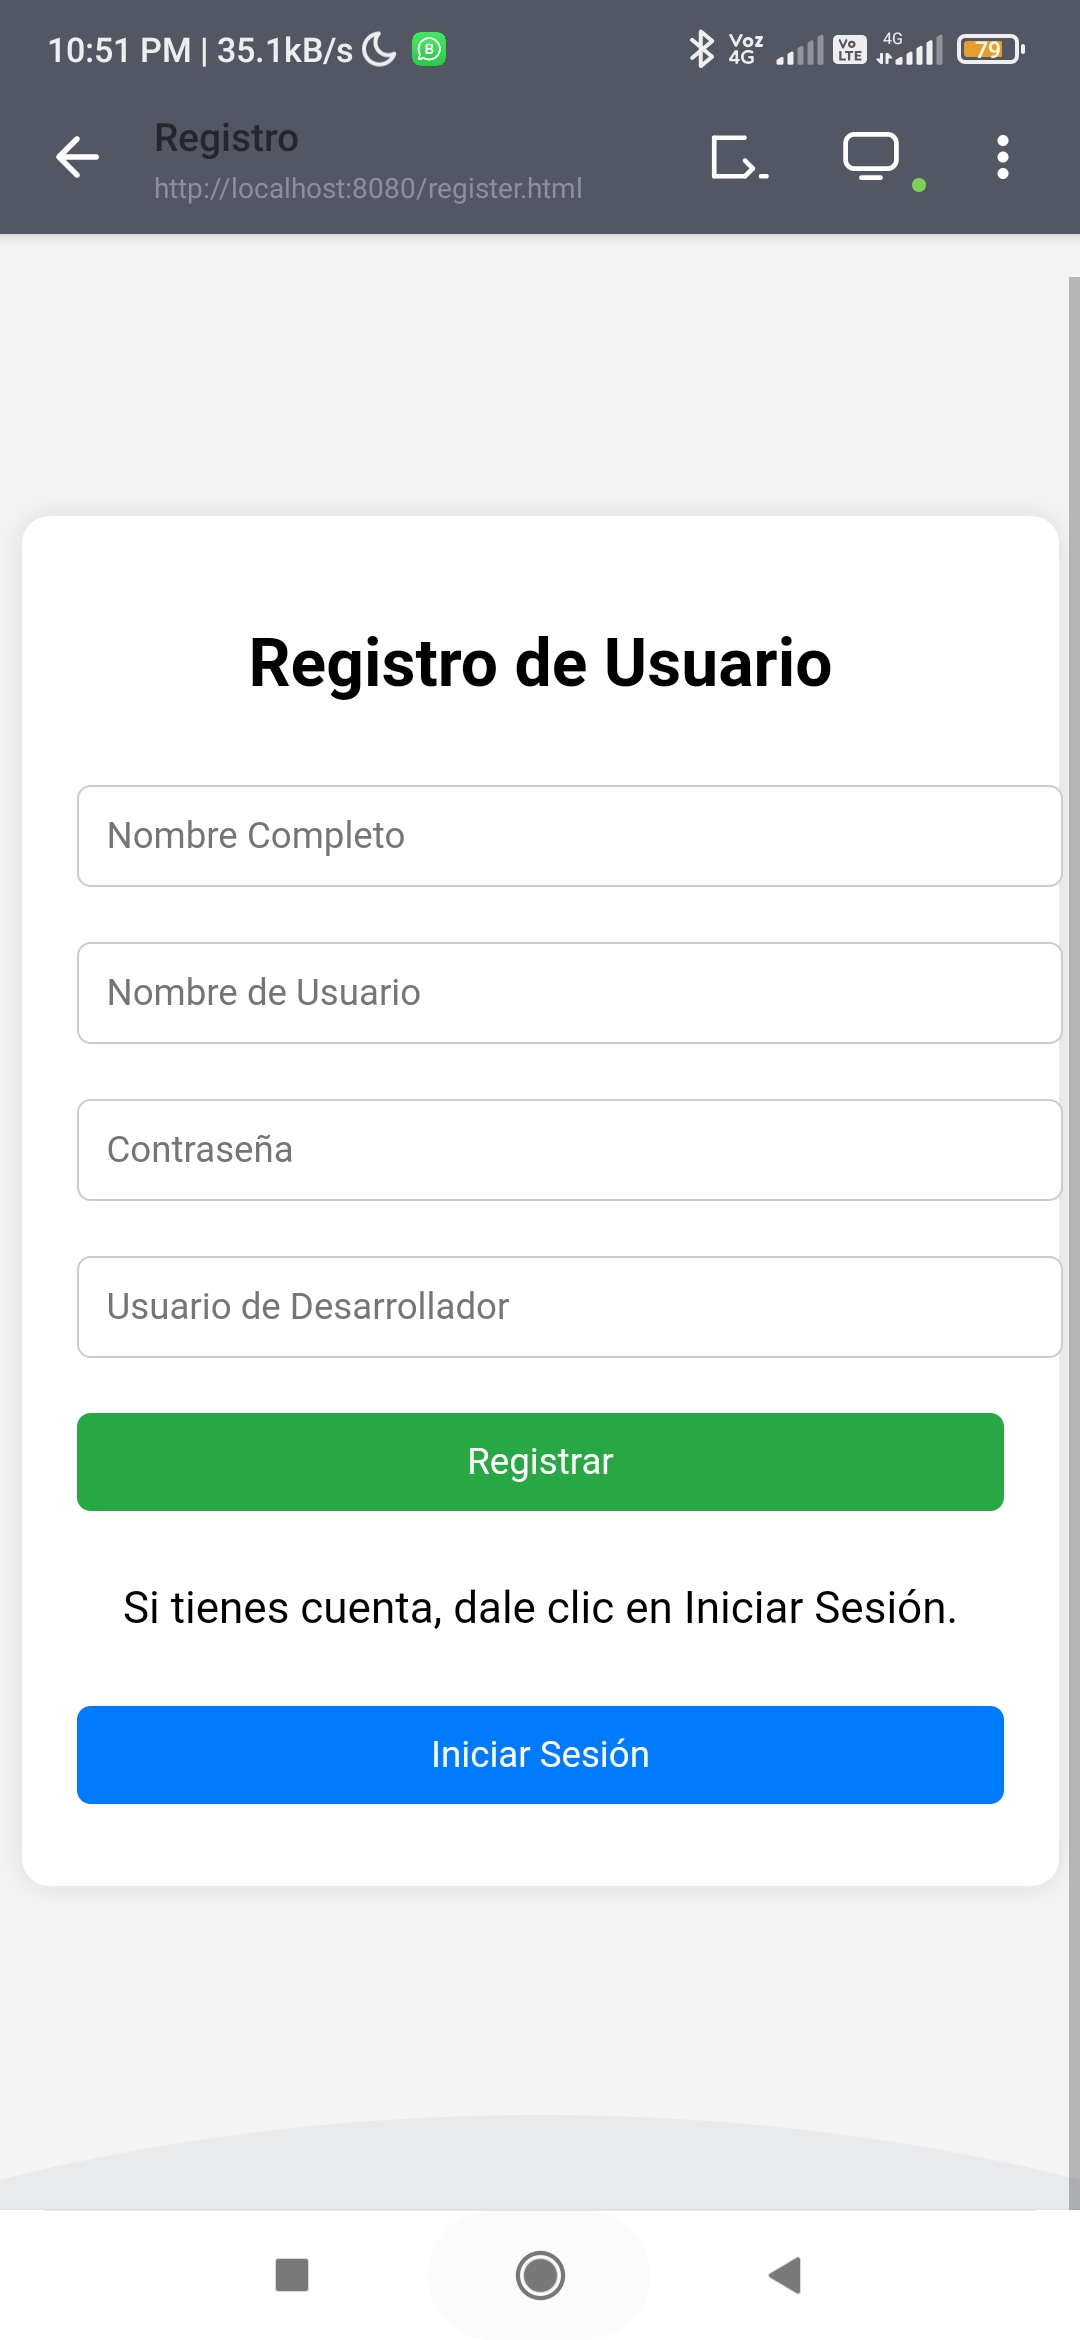 10:51 PM | 35.1kB/s
B
Voz
4G
Vo
LTE
4G
79
Registro
http://localhost:8080/register.html
Registro de Usuario
Nombre Completo
Nombre de Usuario
Contraseña
Usuario de Desarrollador
Registrar
Si tienes cuenta, dale clic en Iniciar Sesión.
Iniciar Sesión